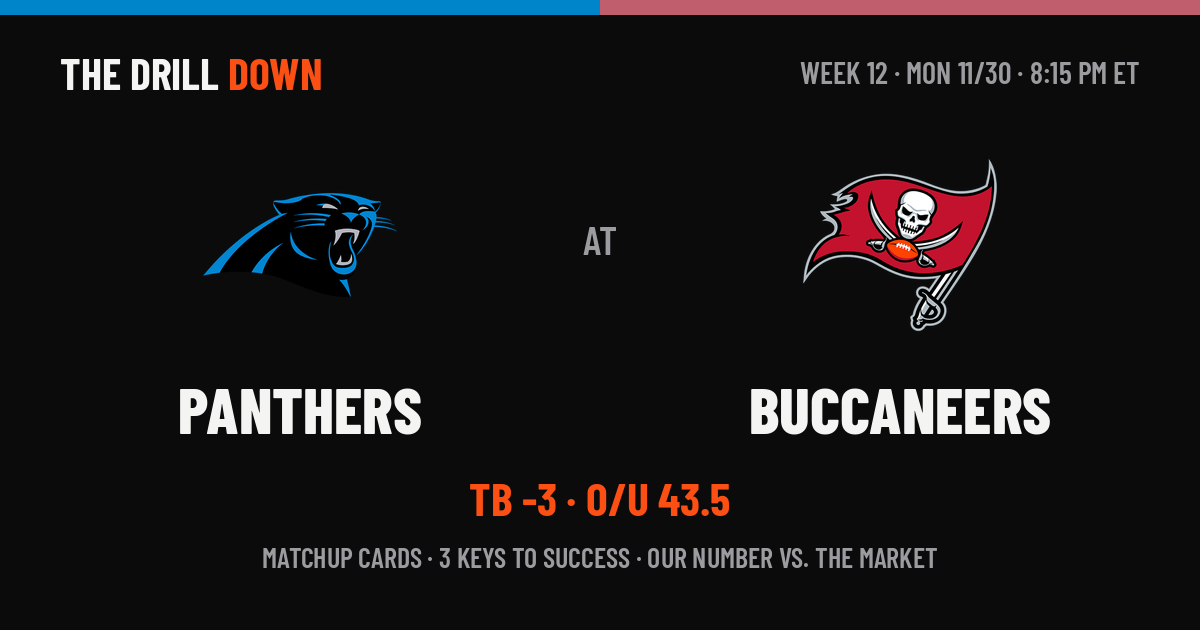 THE DRILL DOWN
WEEK 12 · MON 11/30 · 8:15 PM ET
AT
PANTHERS
BUCCANEERS
TB -3 · O/U 43.5
MATCHUP CARDS · 3 KEYS TO SUCCESS · OUR NUMBER VS. THE MARKET